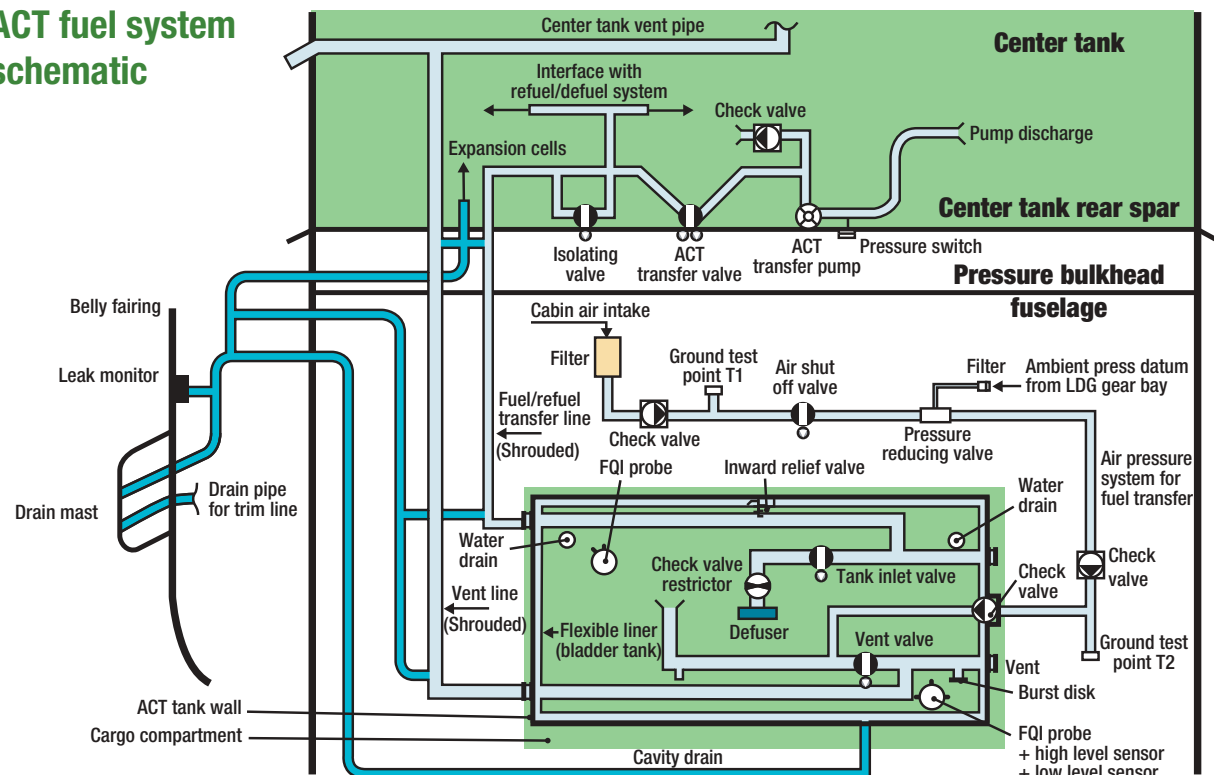 ACT fuel system
schematic
Center tank vent pipe
Center tank
Interface with
refuel/defuel system
Check valve
Pump discharge
Expansion cells
Center tank rear spar
Isolating
valve
ACT
transfer valve
ACT
transfer pump
Pressure switch
Pressure bulkhead
fuselage
Belly fairing
Cabin air intake
Leak monitor
Filter
Ground test
point T1
Air shut
off valve
Filter
Ambient press datum
from LDG gear bay
Fuel/refuel
transfer line
(Shrouded)
Check valve
Pressure
reducing valve
Air pressure
system for
fuel transfer
FQI probe
Inward relief valve
Water
drain
Drain mast
Drain pipe
for trim line
Water
drain
Check valve
restrictor
Tank inlet valve
Check
valve
Check
valve
Vent line
(Shrouded)
Flexible liner
(bladder tank)
Defuser
Vent valve
Ground test
point T2
Vent
Burst disk
ACT tank wall
Cargo compartment
Cavity drain
FQI probe
+ high level sensor
+ low level sensor